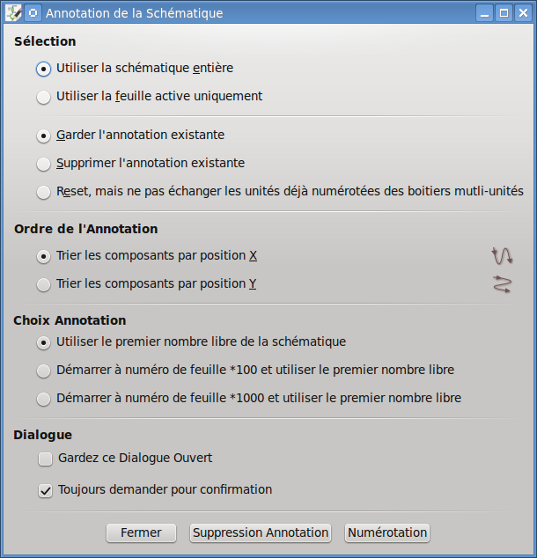 Annotation de la Schématique
Sélection
Utiliser la schématique entière
Utiliser la feuille active uniquement
Garder l'annotation existante
Supprimer l'annotation existante
Reset, mais ne pas échanger les unités déjà numérotées des boitiers mutli-unités
Ordre de l'Annotation
Trier les composants par position X
Trier les composants par position Y
Choix Annotation
Utiliser le premier nombre libre de la schématique
Démarrer à numéro de feuille *100 et utiliser le premier nombre libre
Démarrer à numéro de feuille *1000 et utiliser le premier nombre libre
Dialogue
Gardez ce Dialogue Ouvert
Toujours demander pour confirmation
Fermer Suppression Annotation Numérotation